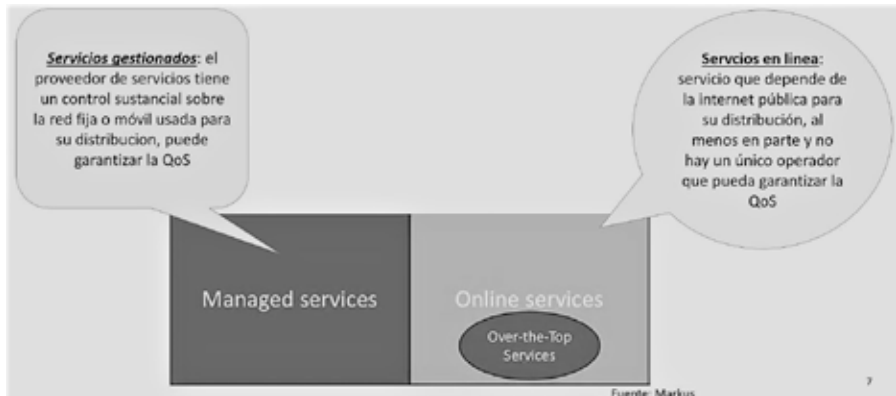 Servicios gestionados: el
proveedor de servicios tiene
un control sustancial sobre
la red fija o móvil usada para
su distribucion, puede
garantizar la QoS
Servcios en linea:
servicio que depende de
la internet pública para
su distribución, al
menos en parte y no
hay un único operador
que pueda garantizar la
QoS
Managed services
Online services
Over-the-Top
Services
Fuente: Markus
7